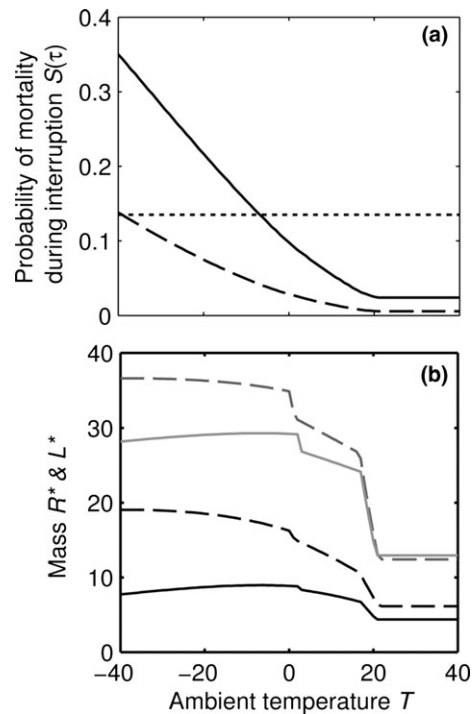 (a)
Probability of mortality
during interruption S(τ)
0.4
0.3
0.2
0.1
0
(b)
Mass R* & L*
40
30
20
10
0
−40 −20 0 20 40
Ambient temperature T